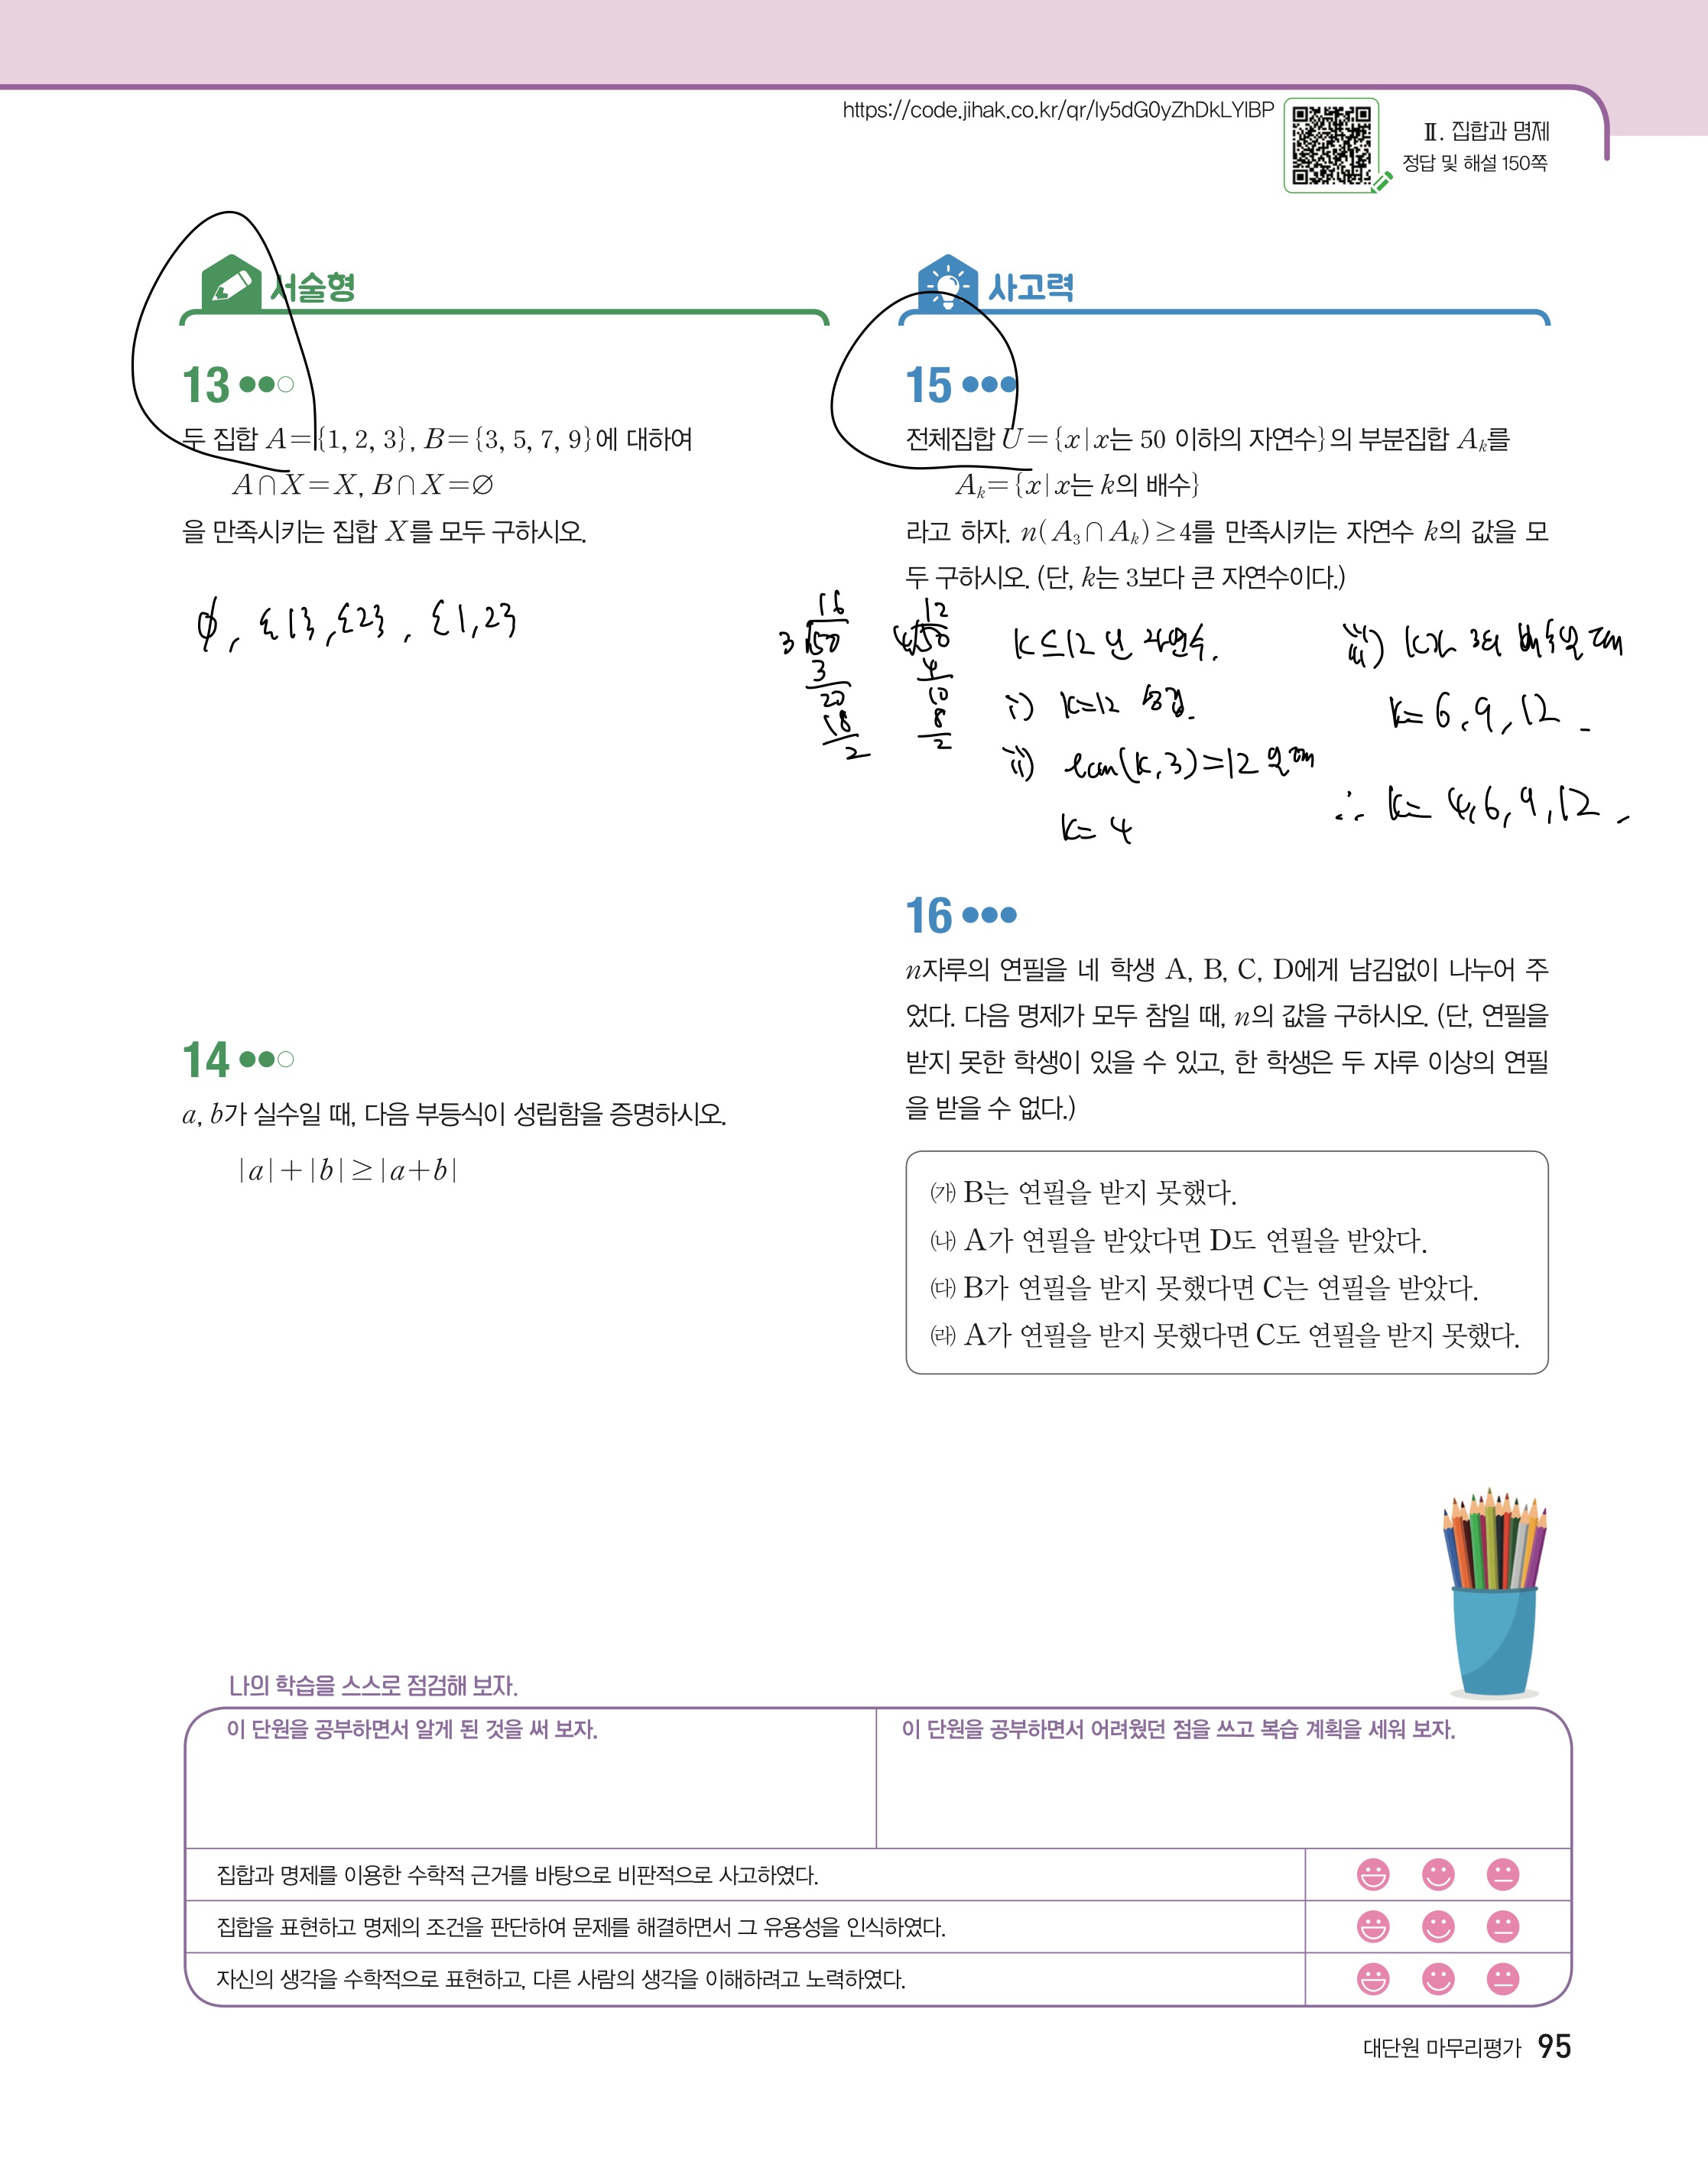 https://code.jihak.co.kr/qr/ly5dG0yZhDkLYlBP
Ⅱ. 집합과 명제
정답 및 해설 150쪽
서술형
13
두 집합 A={1, 2, 3}, B={3, 5, 7, 9}에 대하여
A∩X=X, B∩X=∅
을 만족시키는 집합 X를 모두 구하시오.
∅, {1}, {2}, {1,2}
14
a, b가 실수일 때, 다음 부등식이 성립함을 증명하시오.
|a|+|b|≥|a+b|
사고력
15
전체집합 U={x|x는 50 이하의 자연수}의 부분집합 Aₖ를
Aₖ={x|x는 k의 배수}
라고 하자. n(A₃∩Aₖ)≥4를 만족시키는 자연수 k의 값을 모
두 구하시오. (단, k는 3보다 큰 자연수이다.)
16
3 50
3
20
18
2
12
4 50
4
10
8
2
k≤12 인 자연수.
i) k=12
ii) lcm(k,3)=12 일 때
k=4
iii) k가 3의 배수일 때
k=6, 9, 12.
∴ k=4,6,9,12.
16
n자루의 연필을 네 학생 A, B, C, D에게 남김없이 나누어 주
었다. 다음 명제가 모두 참일 때, n의 값을 구하시오. (단, 연필을
받지 못한 학생이 있을 수 있고, 한 학생은 두 자루 이상의 연필
을 받을 수 없다.)
㈎ B는 연필을 받지 못했다.
㈏ A가 연필을 받았다면 D도 연필을 받았다.
㈐ B가 연필을 받지 못했다면 C는 연필을 받았다.
㈑ A가 연필을 받지 못했다면 C도 연필을 받지 못했다.
나의 학습을 스스로 점검해 보자.
이 단원을 공부하면서 알게 된 것을 써 보자.
이 단원을 공부하면서 어려웠던 점을 쓰고 복습 계획을 세워 보자.
집합과 명제를 이용한 수학적 근거를 바탕으로 비판적으로 사고하였다.
집합을 표현하고 명제의 조건을 판단하여 문제를 해결하면서 그 유용성을 인식하였다.
자신의 생각을 수학적으로 표현하고, 다른 사람의 생각을 이해하려고 노력하였다.
대단원 마무리평가 95